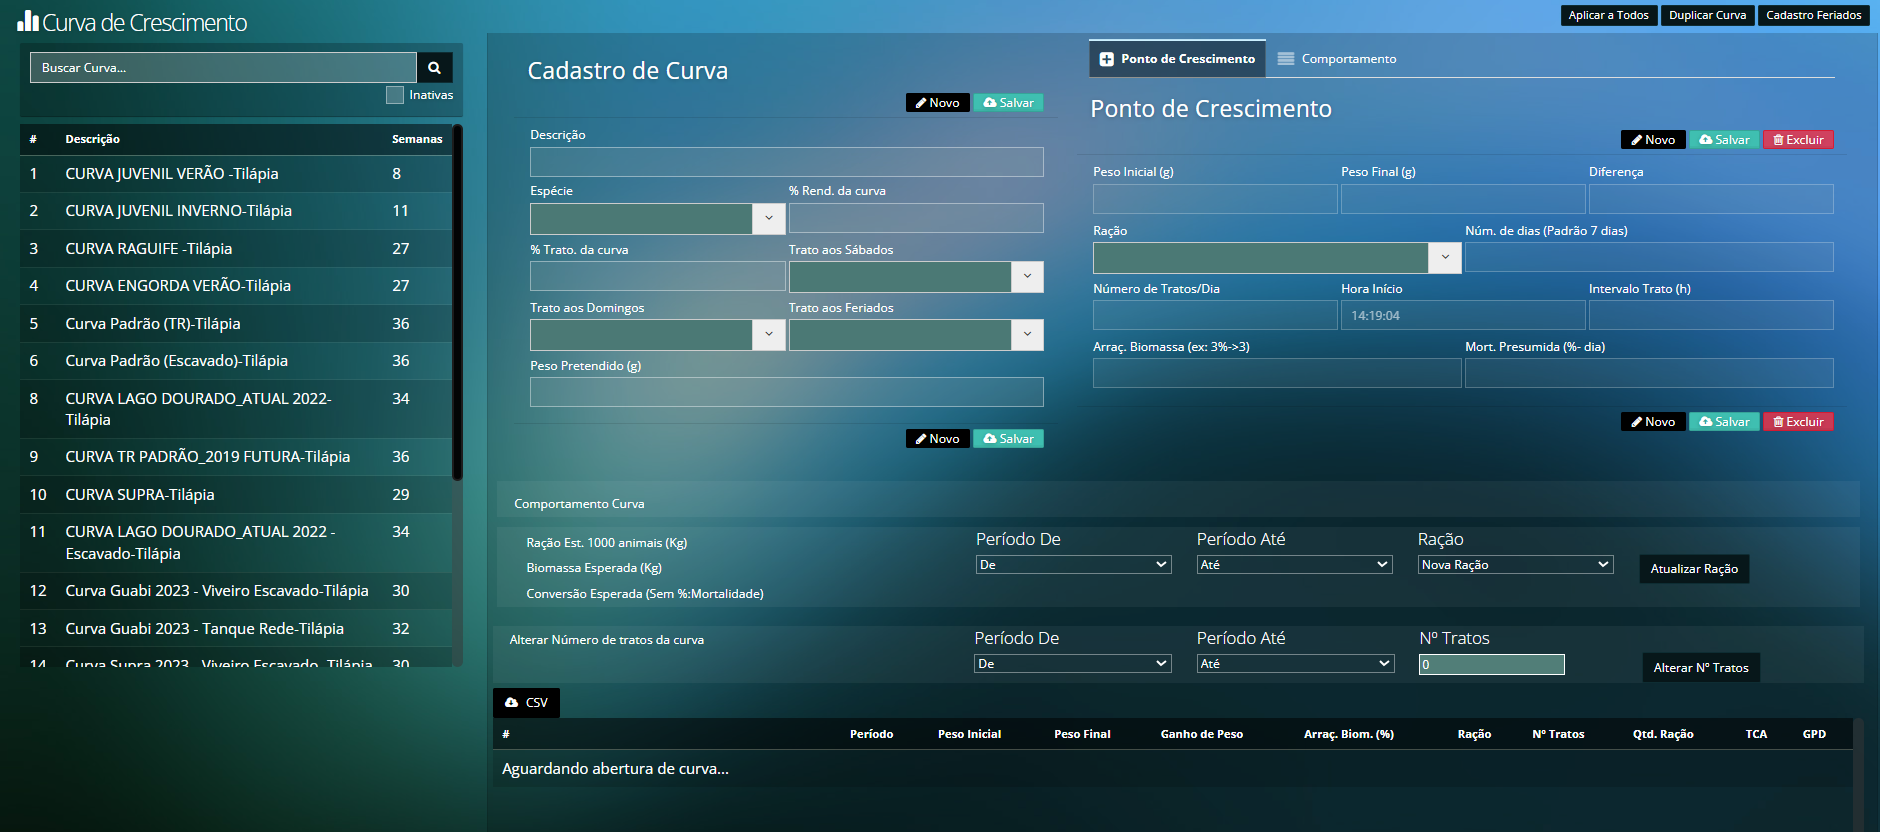 Curva de Crescimento
Aplicar a Todos
Duplicar Curva
Cadastro Feriados
Buscar Curva...
Inativas
# Descrição Semanas
1 CURVA JUVENIL VERÃO -Tilápia 8
2 CURVA JUVENIL INVERNO-Tilápia 11
3 CURVA RAGUIFE -Tilápia 27
4 CURVA ENGORDA VERÃO-Tilápia 27
5 Curva Padrão (TR)-Tilápia 36
6 Curva Padrão (Escavado)-Tilápia 36
8 CURVA LAGO DOURADO_ATUAL 2022- 34
Tilápia
9 CURVA TR PADRÃO_2019 FUTURA-Tilápia 36
10 CURVA SUPRA-Tilápia 29
11 CURVA LAGO DOURADO_ATUAL 2022 - 34
Escavado-Tilápia
12 Curva Guabi 2023 - Viveiro Escavado-Tilápia 30
13 Curva Guabi 2023 - Tanque Rede-Tilápia 32
14 Curva Supra 2023 - Viveiro Escavado-Tilápia 30
Cadastro de Curva
Novo Salvar
Descrição
Espécie % Rend. da curva
% Trato. da curva Trato aos Sábados
Trato aos Domingos Trato aos Feriados
Peso Pretendido (g)
Novo Salvar
Ponto de Crescimento Comportamento
Ponto de Crescimento
Novo Salvar Excluir
Peso Inicial (g) Peso Final (g) Diferença
Ração Núm. de dias (Padrão 7 dias)
Número de Tratos/Dia Hora Início Intervalo Trato (h)
14:19:04
Arraç. Biomassa (ex: 3%->3) Mort. Presumida (%- dia)
Novo Salvar Excluir
Comportamento Curva
Ração Est. 1000 animais (Kg)
Biomassa Esperada (Kg)
Conversão Esperada (Sem %:Mortalidade)
Período De Período Até Ração
De Até Nova Ração Atualizar Ração
Alterar Número de tratos da curva
Período De Período Até Nº Tratos
De Até 0 Alterar Nº Tratos
CSV
# Período Peso Inicial Peso Final Ganho de Peso Arraç. Biom. (%) Ração Nº Tratos Qtd. Ração TCA GPD
Aguardando abertura de curva...